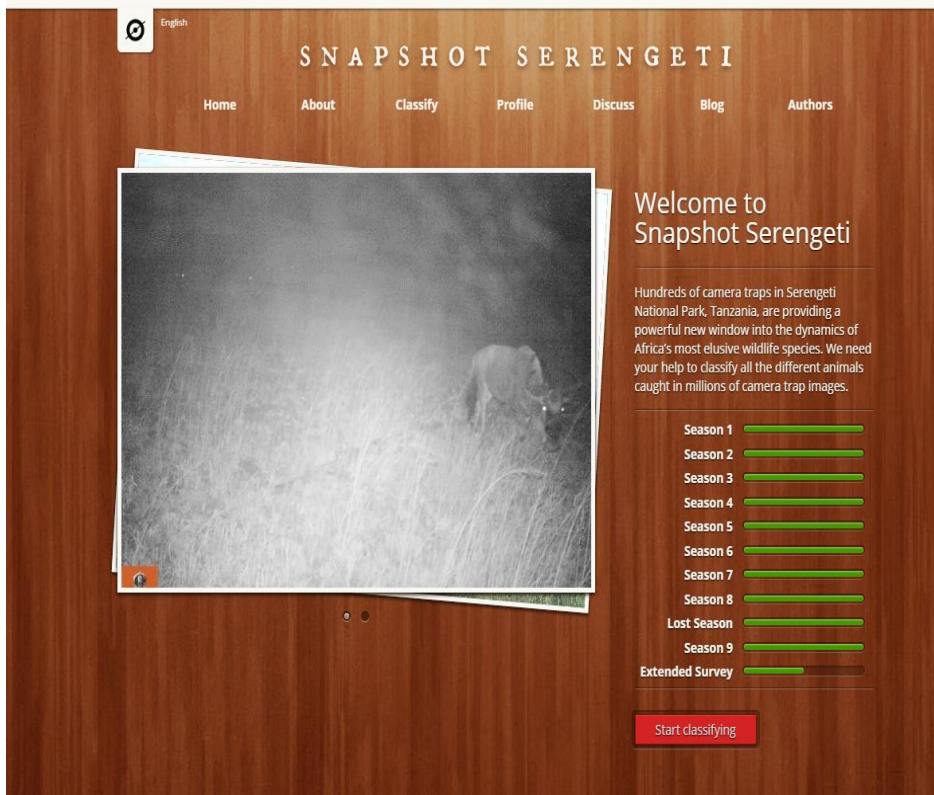 English
SNAPSHOT SERENGETI
Home About Classify Profile Discuss Blog Authors
Welcome to
Snapshot Serengeti
Hundreds of camera traps in Serengeti
National Park, Tanzania, are providing a
powerful new window into the dynamics of
Africa's most elusive wildlife species. We need
your help to classify all the different animals
caught in millions of camera trap images.
Season 1
Season 2
Season 3
Season 4
Season 5
Season 6
Season 7
Season 8
Lost Season
Season 9
Extended Survey
Start classifying